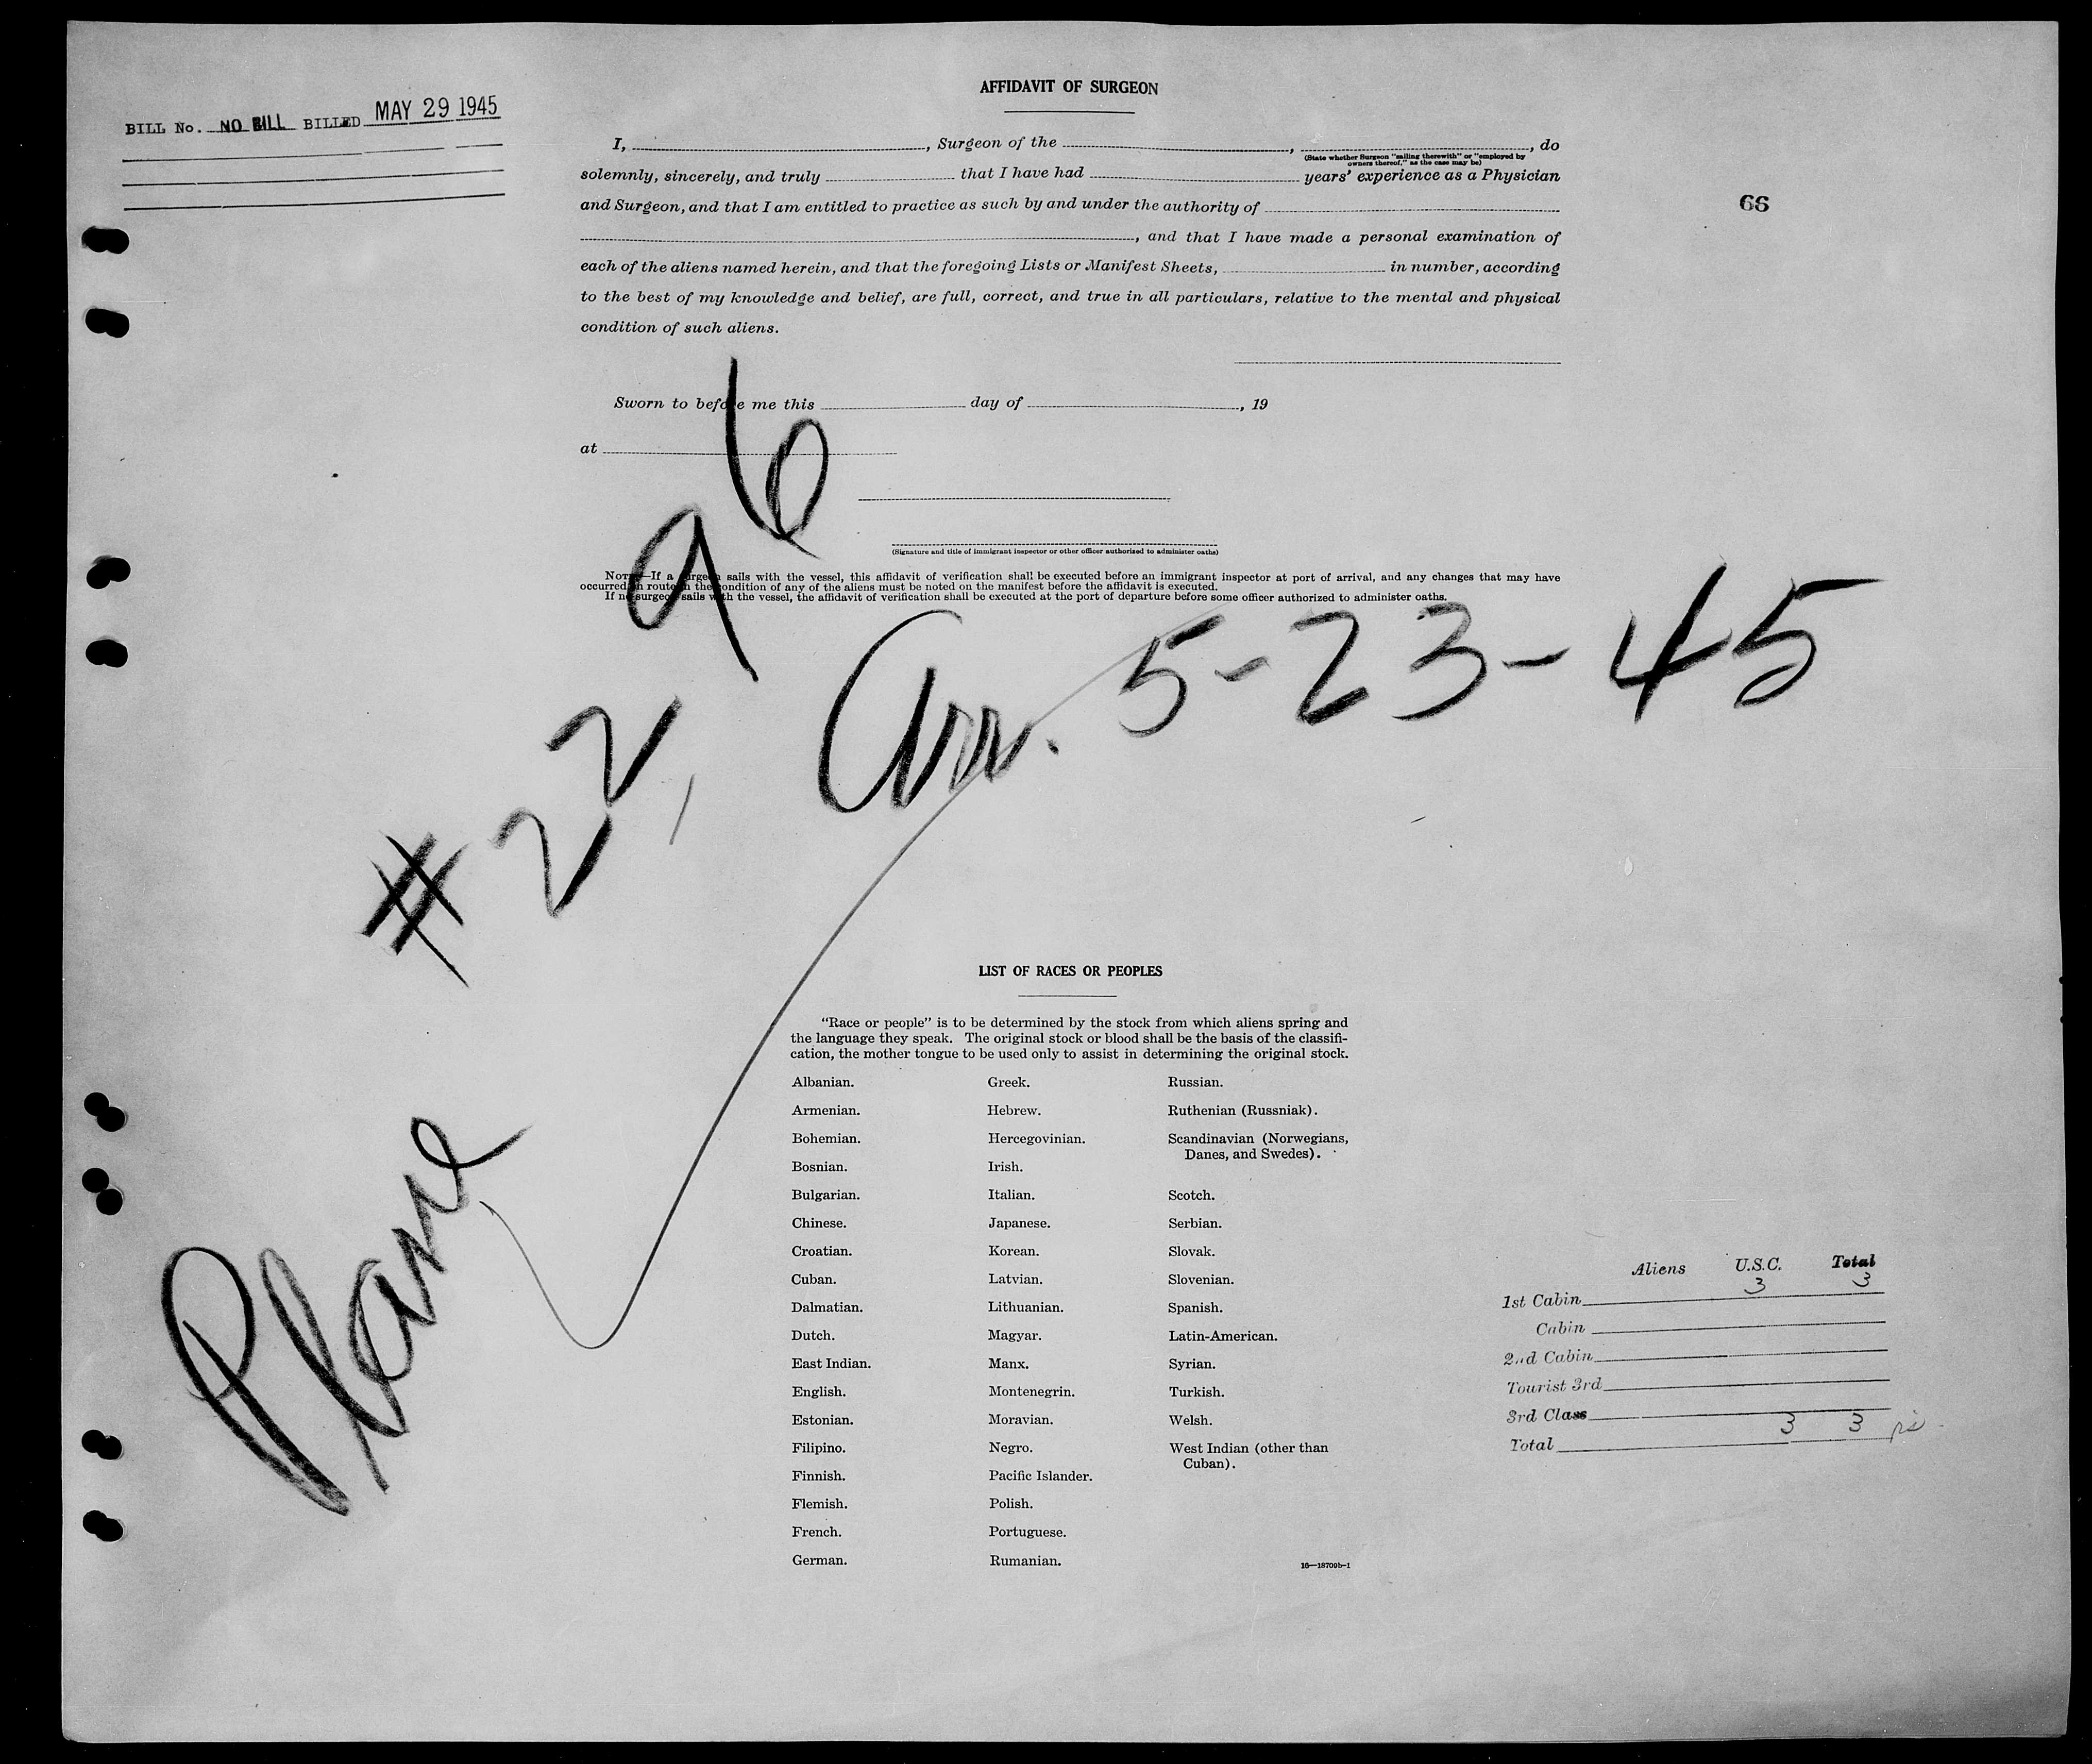 BILL No. NO BILL BILLED MAY 29 1945
AFFIDAVIT OF SURGEON
I, , Surgeon of the , , do
(State whether Surgeon "sailing therewith" or "employed by
owners thereof," as the case may be)
solemnly, sincerely, and truly that I have had years' experience as a Physician
66
and Surgeon, and that I am entitled to practice as such by and under the authority of
, and that I have made a personal examination of
each of the aliens named herein, and that the foregoing Lists or Manifest Sheets, in number, according
to the best of my knowledge and belief, are full, correct, and true in all particulars, relative to the mental and physical
condition of such aliens.
Sworn to before me this day of , 19
at
(Signature and title of immigrant inspector or other officer authorized to administer oaths)
NOTE.—If a surgeon sails with the vessel, this affidavit of verification shall be executed before an immigrant inspector at port of arrival, and any changes that may have
occurred in route in the condition of any of the aliens must be noted on the manifest before the affidavit is executed.
If no surgeon sails with the vessel, the affidavit of verification shall be executed at the port of departure before some officer authorized to administer oaths.
Plane # 22,96
Arr. 5-23-45
LIST OF RACES OR PEOPLES
"Race or people" is to be determined by the stock from which aliens spring and
the language they speak. The original stock or blood shall be the basis of the classifi-
cation, the mother tongue to be used only to assist in determining the original stock.
Albanian.
Armenian.
Bohemian.
Bosnian.
Bulgarian.
Chinese.
Croatian.
Cuban.
Dalmatian.
Dutch.
East Indian.
English.
Estonian.
Filipino.
Finnish.
Flemish.
French.
German.
Greek.
Hebrew.
Hercegovinian.
Irish.
Italian.
Japanese.
Korean.
Latvian.
Lithuanian.
Magyar.
Manx.
Montenegrin.
Moravian.
Negro.
Pacific Islander.
Polish.
Portuguese.
Rumanian.
Russian.
Ruthenian (Russniak).
Scandinavian (Norwegians,
Danes, and Swedes).
Scotch.
Serbian.
Slovak.
Slovenian.
Spanish.
Latin-American.
Syrian.
Turkish.
Welsh.
West Indian (other than
Cuban).
16—18709b-1
Aliens U.S.C. Total
1st Cabin 3 3
Cabin
2nd Cabin
Tourist 3rd
3rd Class
Total 3 3